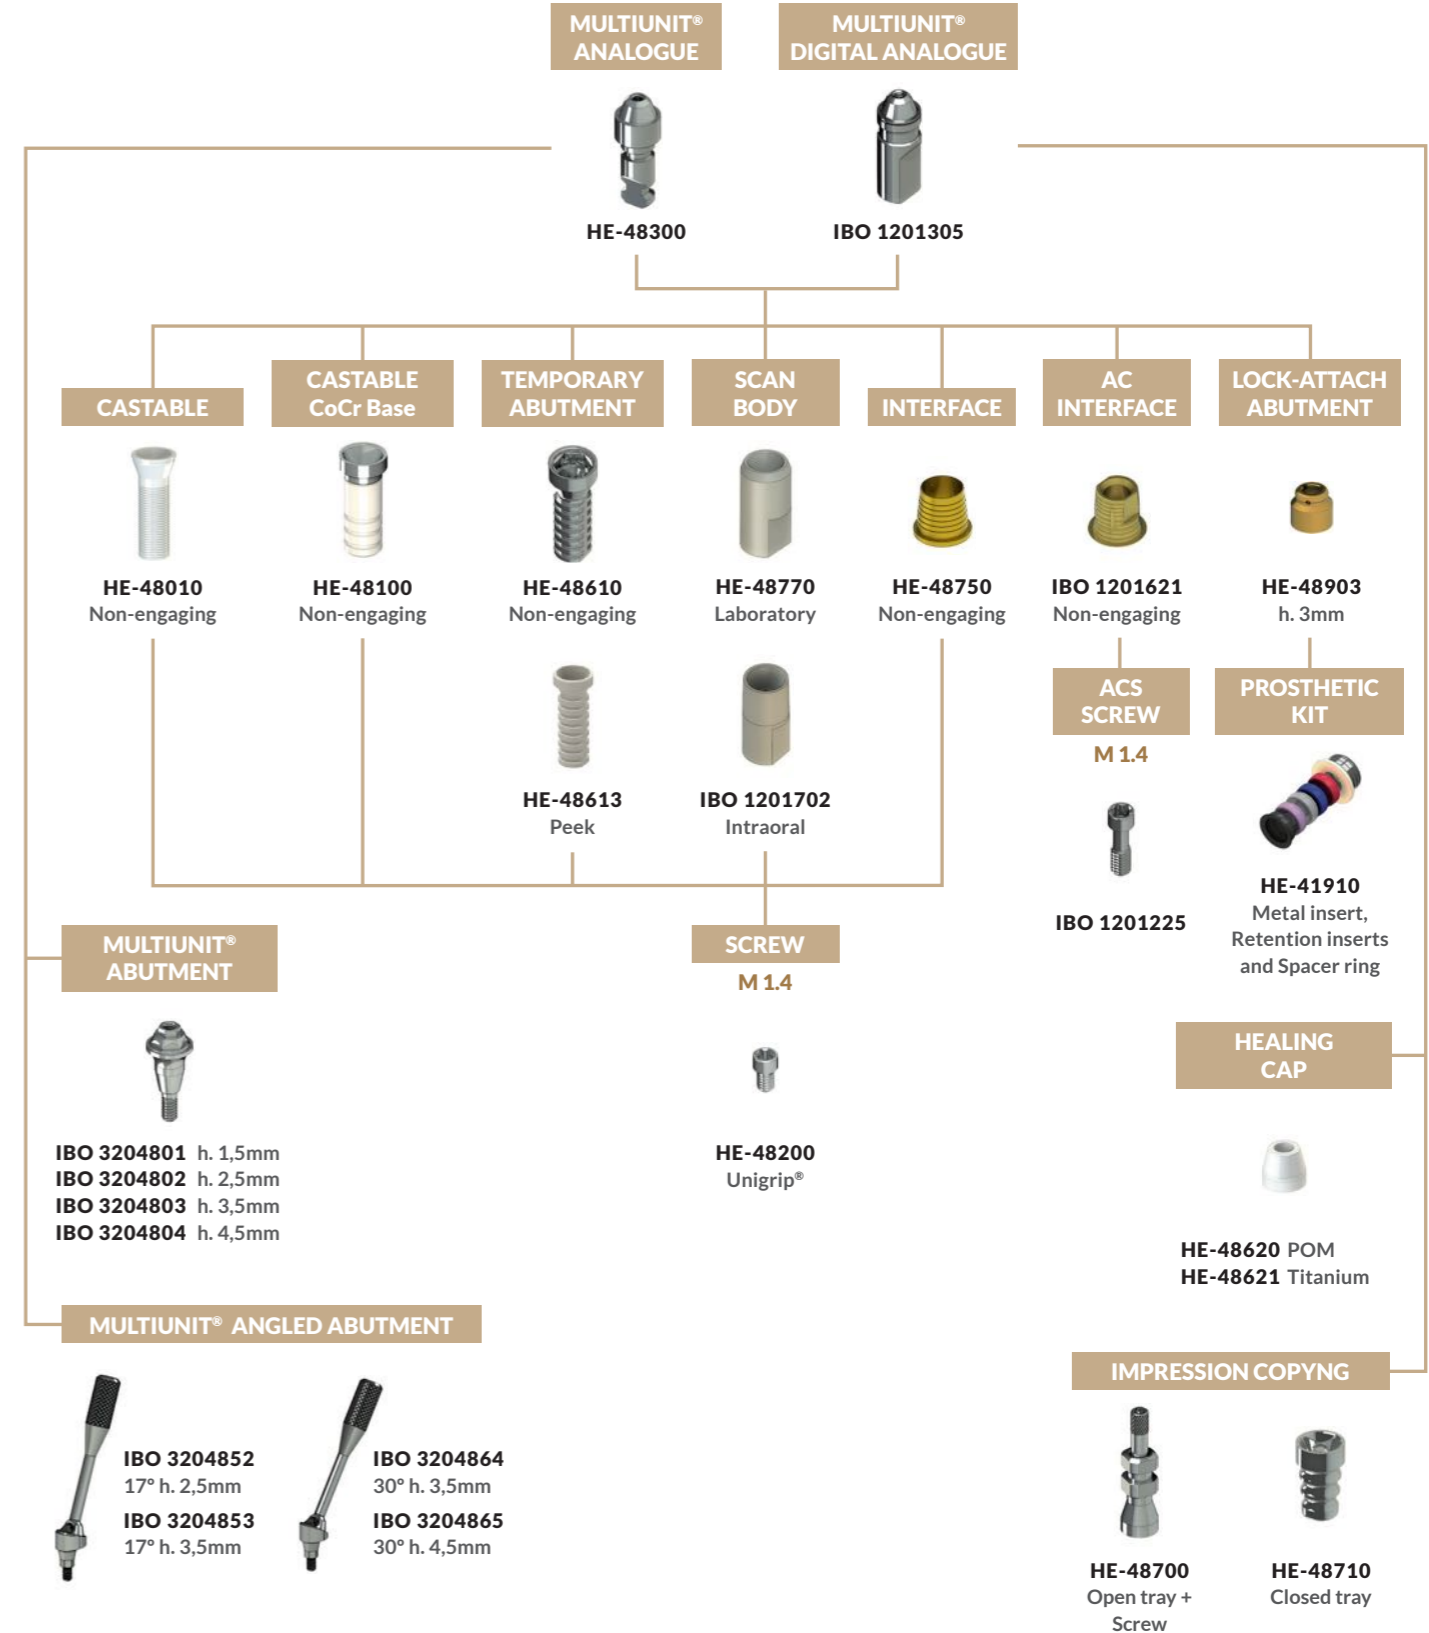 MULTIUNIT®
ANALOGUE
MULTIUNIT®
DIGITAL ANALOGUE
HE-48300
IBO 1201305
CASTABLE
CASTABLE
CoCr Base
TEMPORARY
ABUTMENT
SCAN
BODY
INTERFACE
AC
INTERFACE
LOCK-ATTACH
ABUTMENT
HE-48010
Non-engaging
HE-48100
Non-engaging
HE-48610
Non-engaging
HE-48770
Laboratory
HE-48750
Non-engaging
IBO 1201621
Non-engaging
HE-48903
h. 3mm
HE-48613
Peek
IBO 1201702
Intraoral
ACS
SCREW
M 1.4
IBO 1201225
PROSTHETIC
KIT
HE-41910
Metal insert,
Retention inserts
and Spacer ring
MULTIUNIT®
ABUTMENT
IBO 3204801 h. 1,5mm
IBO 3204802 h. 2,5mm
IBO 3204803 h. 3,5mm
IBO 3204804 h. 4,5mm
SCREW
M 1.4
HE-48200
Unigrip®
HEALING
CAP
HE-48620 POM
HE-48621 Titanium
MULTIUNIT® ANGLED ABUTMENT
IBO 3204852
17° h. 2,5mm
IBO 3204853
17° h. 3,5mm
IBO 3204864
30° h. 3,5mm
IBO 3204865
30° h. 4,5mm
IMPRESSION COPYNG
HE-48700
Open tray +
Screw
HE-48710
Closed tray